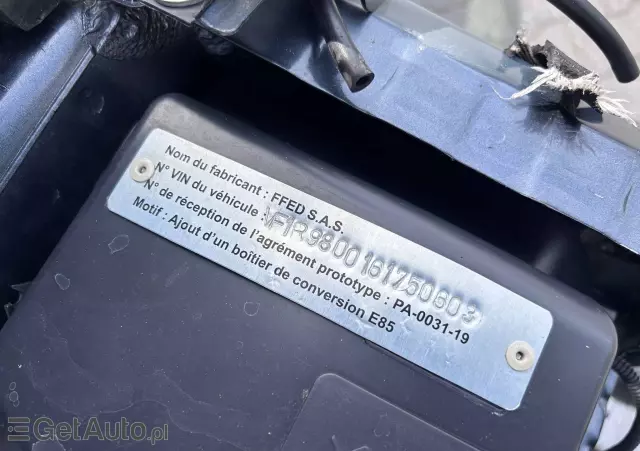 Nom du fabricant : FFED S.A.S.
N° VIN du véhicule : VF1R9800161750603
N° de réception de l'agrément prototype : PA-0031-19
Motif : Ajout d'un boîtier de conversion E85
GetAuto.pl